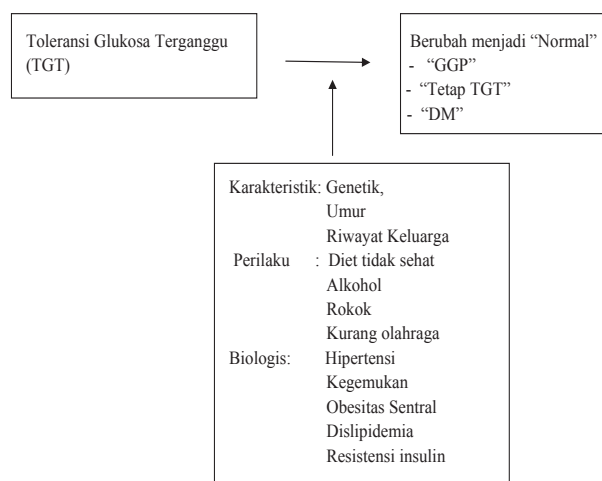 Toleransi Glukosa Terganggu
(TGT)
Berubah menjadi “Normal”
- “GGP”
- “Tetap TGT”
- “DM”
Karakteristik: Genetik,
Umur
Riwayat Keluarga
Perilaku : Diet tidak sehat
Alkohol
Rokok
Kurang olahraga
Biologis: Hipertensi
Kegemukan
Obesitas Sentral
Dislipidemia
Resistensi insulin